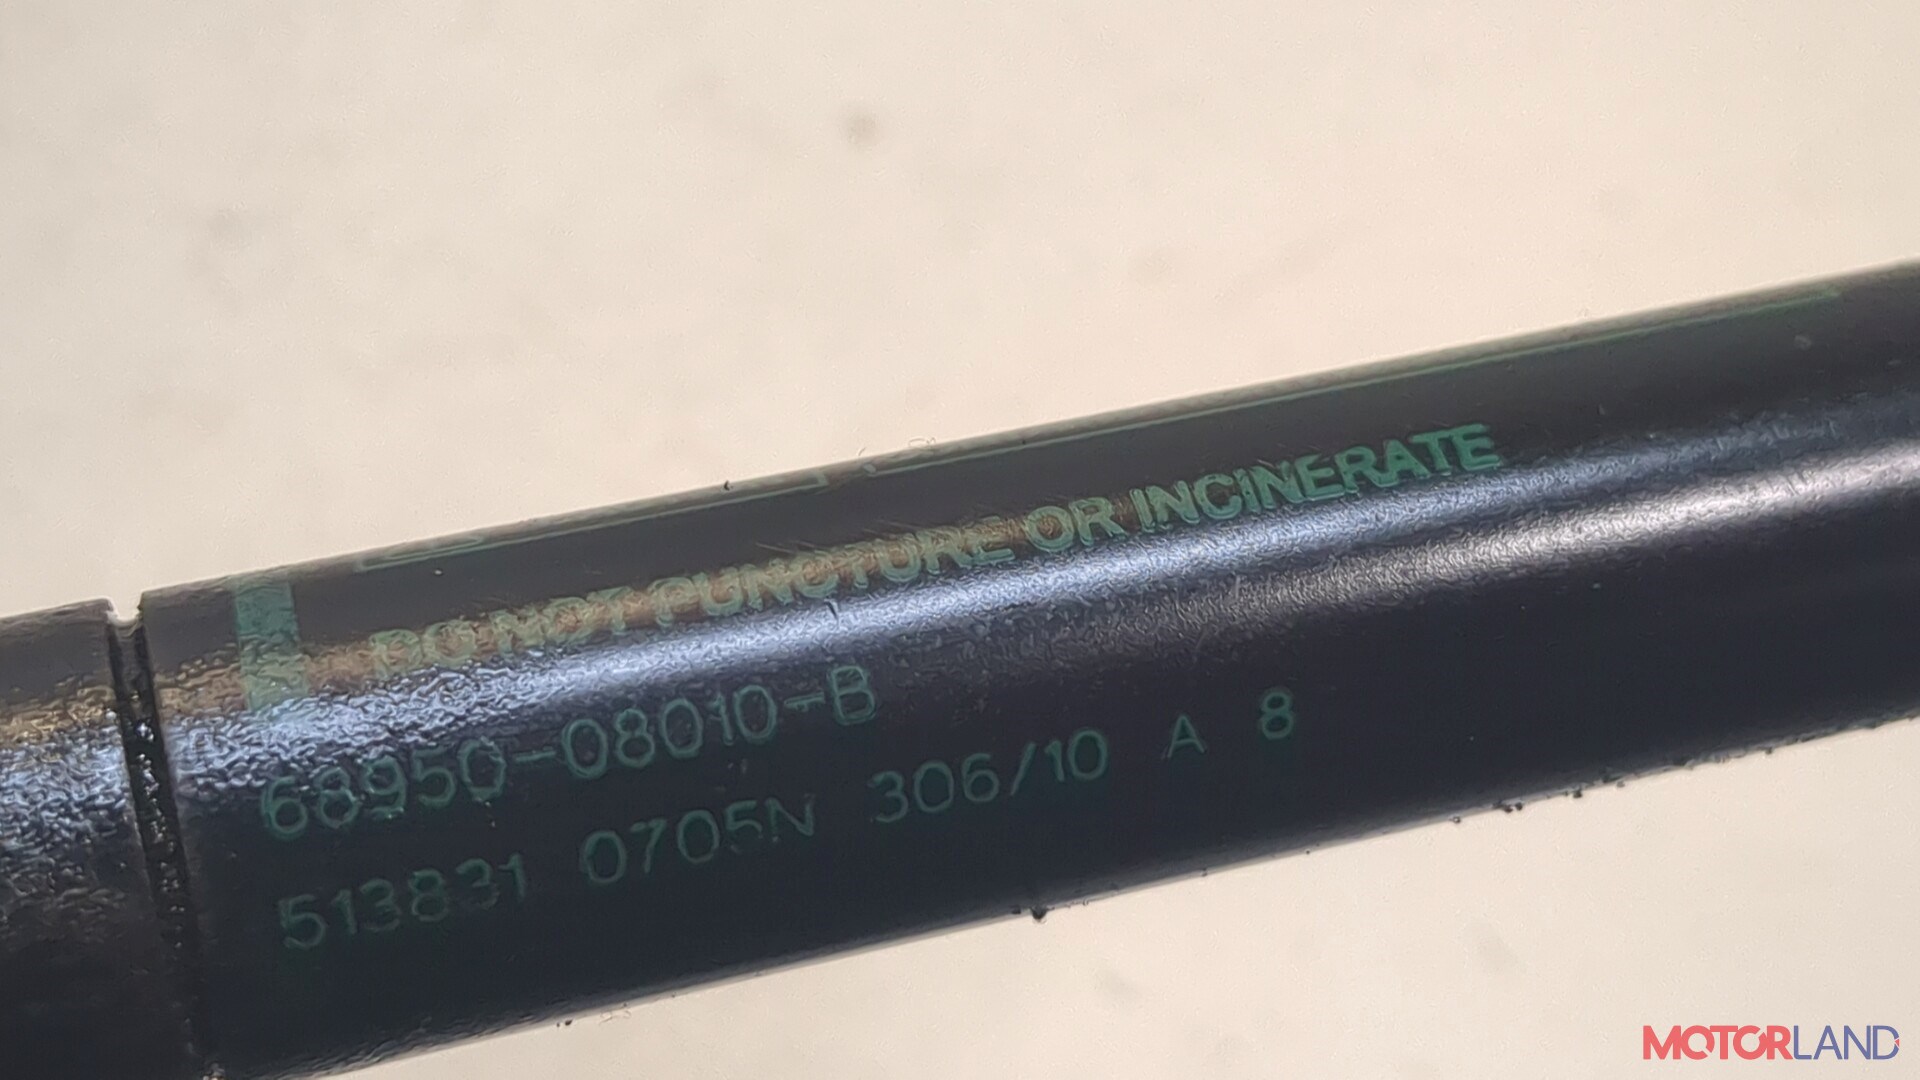 DO NOT PUNCTURE OR INCINERATE
68950-08010-B
513831 0705N 306/10 A 8
MOTORLAND